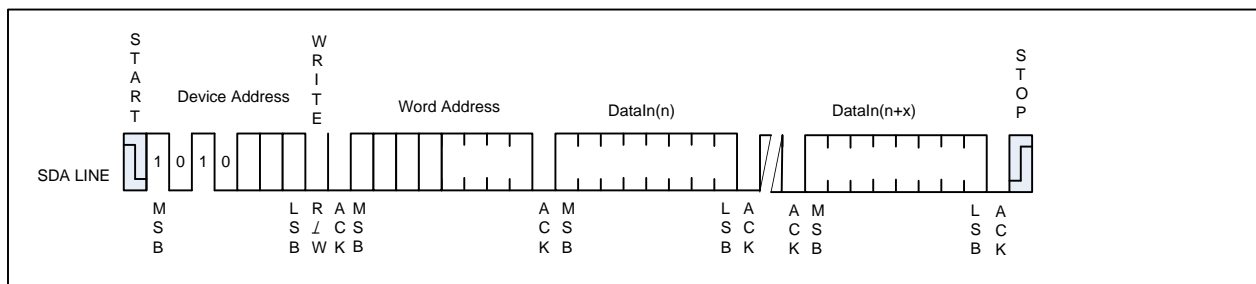 START
WRITE
STOP
Device Address
Word Address
DataIn(n)
DataIn(n+x)
1 0 1 0
SDA LINE
MSB
LSB
R/W
ACK
MSB
ACK
MSB
LSB
ACK
ACK
MSB
LSB
ACK